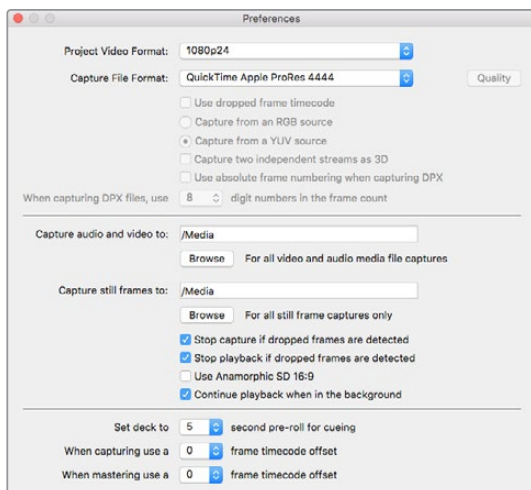 Preferences
Project Video Format: 1080p24
Capture File Format: QuickTime Apple ProRes 4444 Quality
Use dropped frame timecode
Capture from an RGB source
Capture from a YUV source
Capture two independent streams as 3D
Use absolute frame numbering when capturing DPX
When capturing DPX files, use 8 digit numbers in the frame count
Capture audio and video to: /Media
Browse For all video and audio media file captures
Capture still frames to: /Media
Browse For all still frame captures only
Stop capture if dropped frames are detected
Stop playback if dropped frames are detected
Use Anamorphic SD 16:9
Continue playback when in the background
Set deck to 5 second pre-roll for cueing
When capturing use a 0 frame timecode offset
When mastering use a 0 frame timecode offset